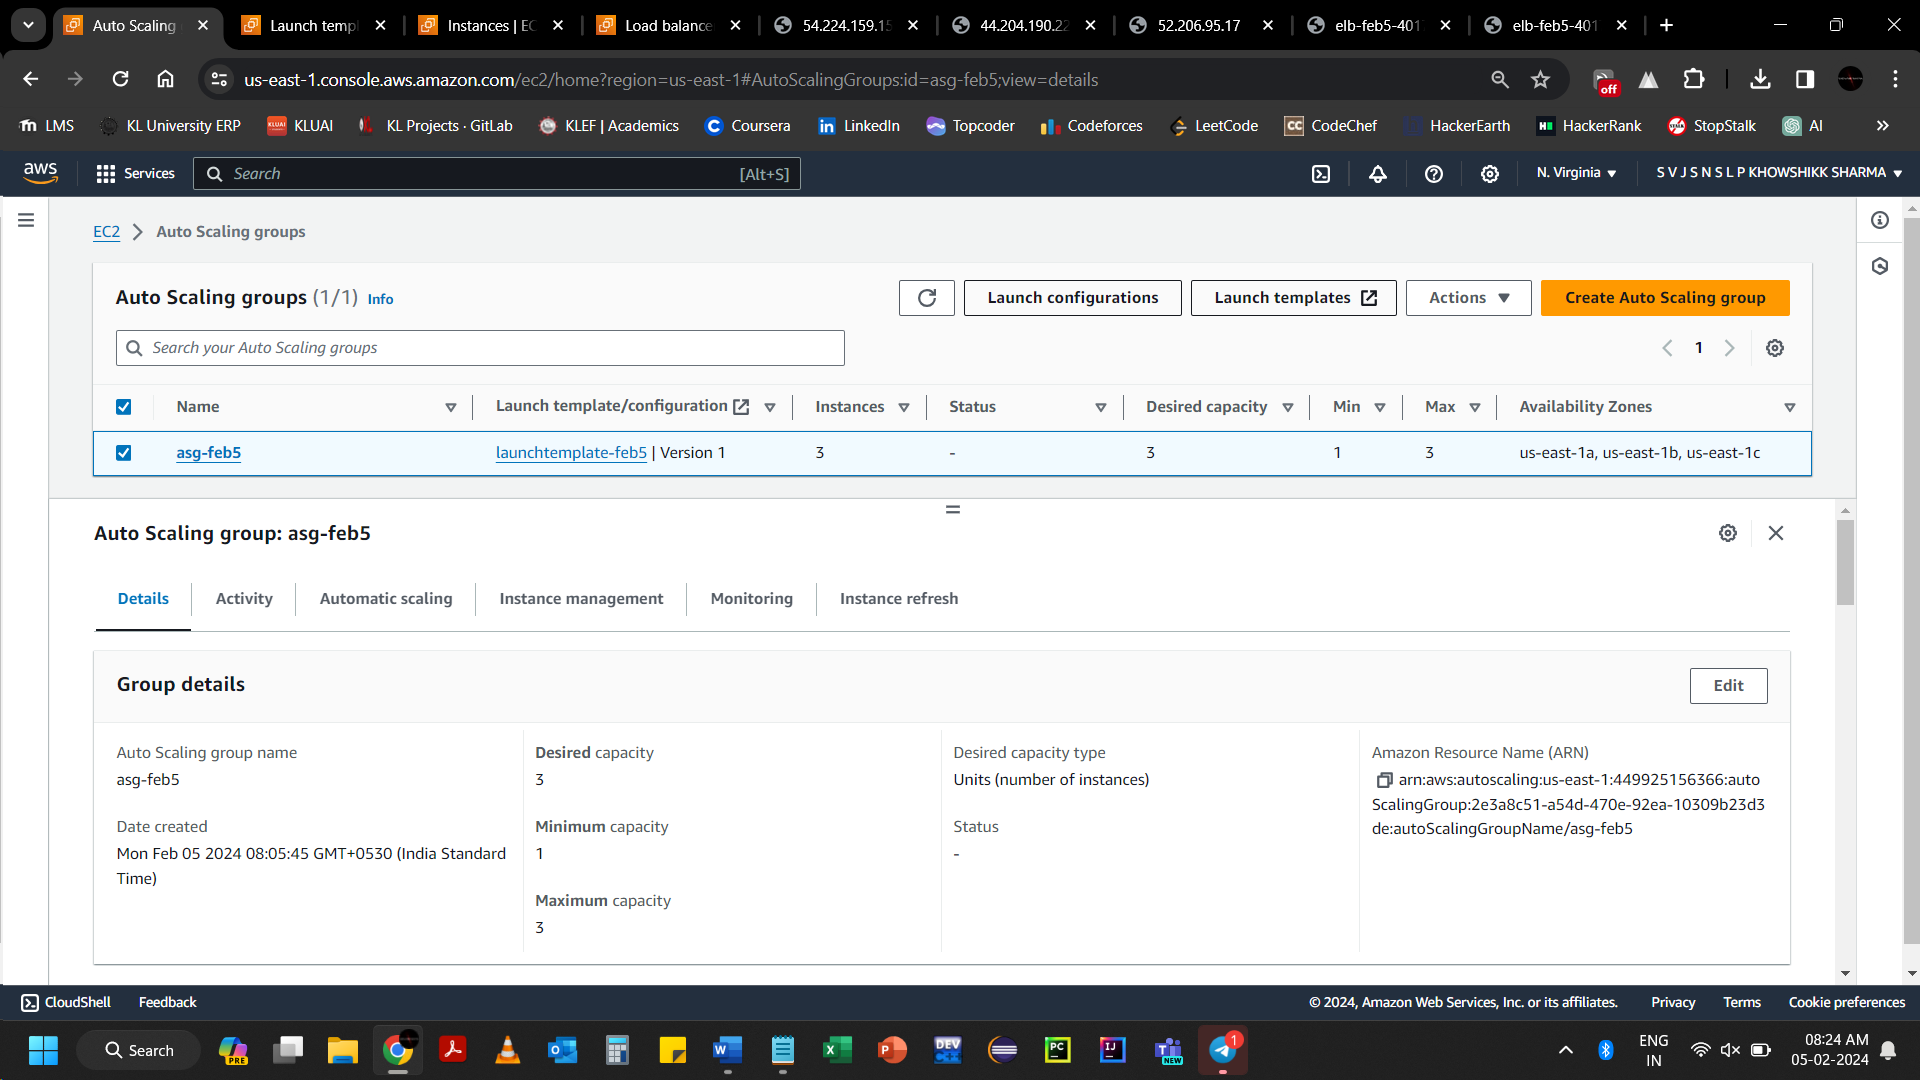 Auto Scaling
Launch templ
Instances | EC
Load balance
54.224.159.15
44.204.190.22
52.206.95.17
elb-feb5-401
elb-feb5-401
us-east-1.console.aws.amazon.com/ec2/home?region=us-east-1#AutoScalingGroups:id=asg-feb5;view=details
off
LMS
KL University ERP
KLUAI
KL Projects · GitLab
KLEF | Academics
Coursera
LinkedIn
Topcoder
Codeforces
LeetCode
CodeChef
HackerEarth
HackerRank
StopStalk
AI
aws
Services
Search
[Alt+S]
N. Virginia
S V J S N S L P KHOWSHIKK SHARMA
EC2
Auto Scaling groups
Auto Scaling groups (1/1) Info
Launch configurations
Launch templates
Actions
Create Auto Scaling group
Search your Auto Scaling groups
1
Name
Launch template/configuration
Instances
Status
Desired capacity
Min
Max
Availability Zones
asg-feb5
launchtemplate-feb5 | Version 1
3
-
3
1
3
us-east-1a, us-east-1b, us-east-1c
Auto Scaling group: asg-feb5
Details
Activity
Automatic scaling
Instance management
Monitoring
Instance refresh
Group details
Edit
Auto Scaling group name
asg-feb5
Date created
Mon Feb 05 2024 08:05:45 GMT+0530 (India Standard
Time)
Desired capacity
3
Minimum capacity
1
Maximum capacity
3
Desired capacity type
Units (number of instances)
Status
-
Amazon Resource Name (ARN)
arn:aws:autoscaling:us-east-1:449925156366:auto
ScalingGroup:2e3a8c51-a54d-470e-92ea-10309b23d3
de:autoScalingGroupName/asg-feb5
CloudShell
Feedback
© 2024, Amazon Web Services, Inc. or its affiliates.
Privacy
Terms
Cookie preferences
Search
PRE
DEV
C++
PC
IJ
NEW
1
ENG
IN
08:24 AM
05-02-2024